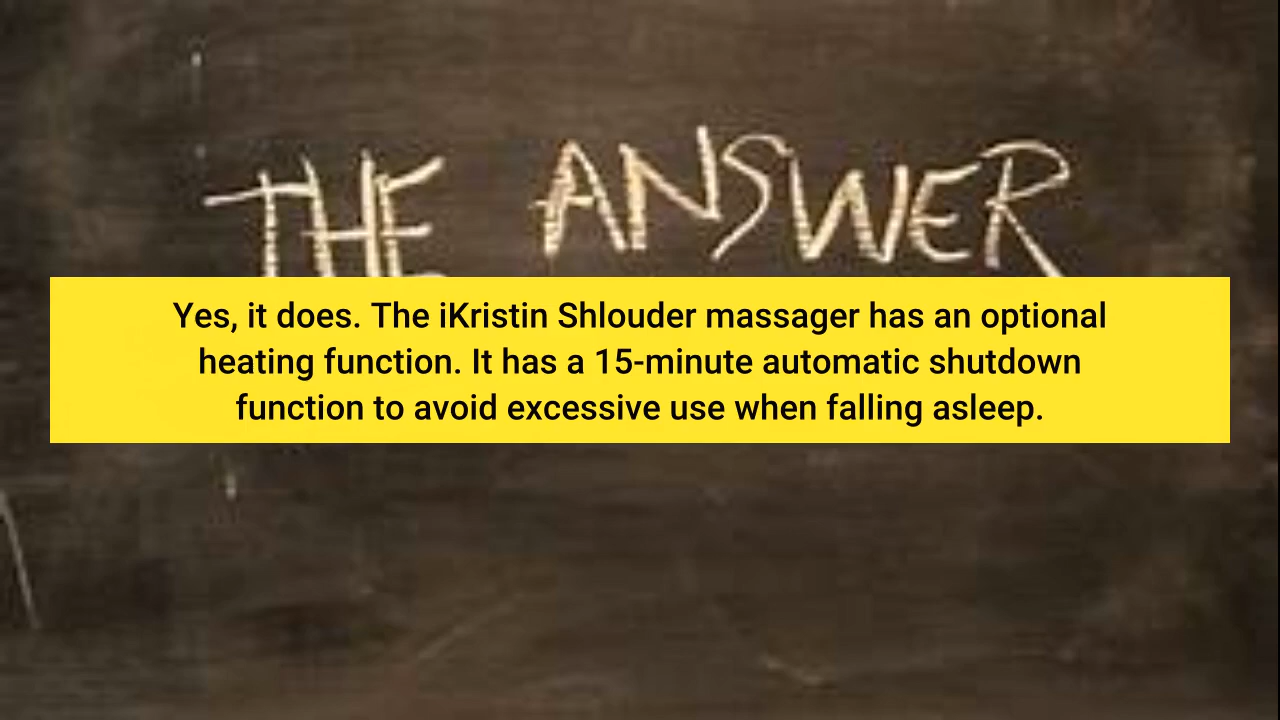 THE ANSWER
Yes, it does. The iKristin Shlouder massager has an optional
heating function. It has a 15-minute automatic shutdown
function to avoid excessive use when falling asleep.